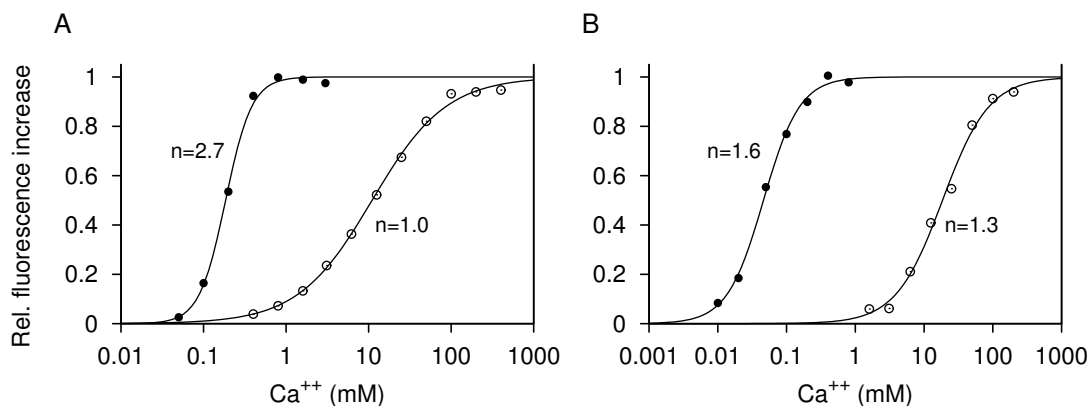 A
B
Rel. fluorescence increase
1
0.8
0.6
0.4
0.2
0
n=2.7
n=1.0
0.01 0.1 1 10 100 1000
Ca++ (mM)
1
0.8
0.6
0.4
0.2
0
n=1.6
n=1.3
0.001 0.01 0.1 1 10 100 1000
Ca++ (mM)